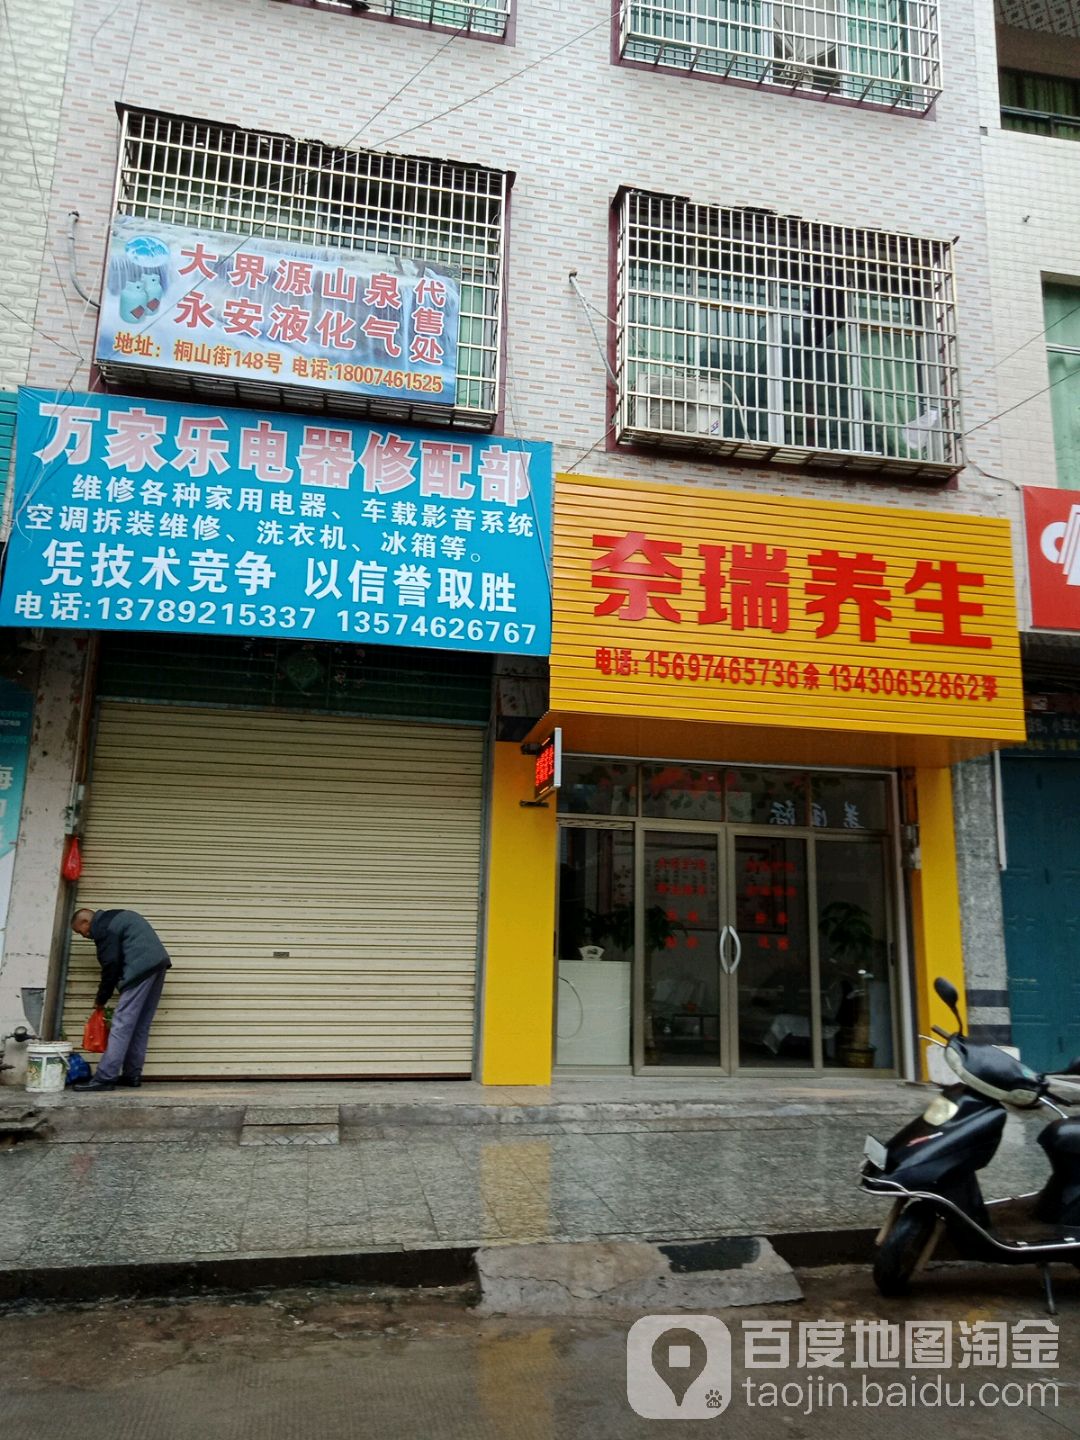 大界源山泉代售处
永安液化气
地址：桐山街148号 电话:18007461525
万家乐电器修配部
维修各种家用电器、车载影音系统
空调拆装维修、洗衣机、冰箱等。
凭技术竞争 以信誉取胜
电话:13789215337 13574626767
奈瑞养生
电话:15697465736余 13430652862李
百度地图淘金
taojin.baidu.com